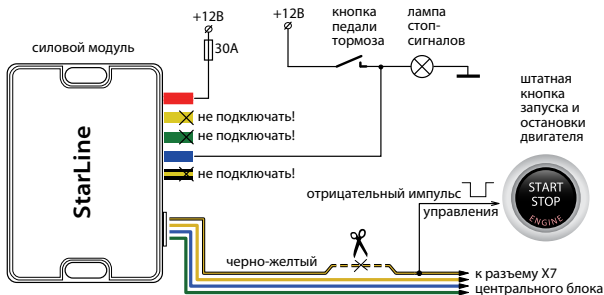 +12В
+12В
кнопка
педали
тормоза
лампа
стоп-
сигналов
силовой модуль
30А
штатная
кнопка
запуска и
остановки
двигателя
StarLine
не подключать!
не подключать!
не подключать!
отрицательный импульс
управления
START
STOP
ENGINE
черно-желтый
к разъему X7
центрального блока